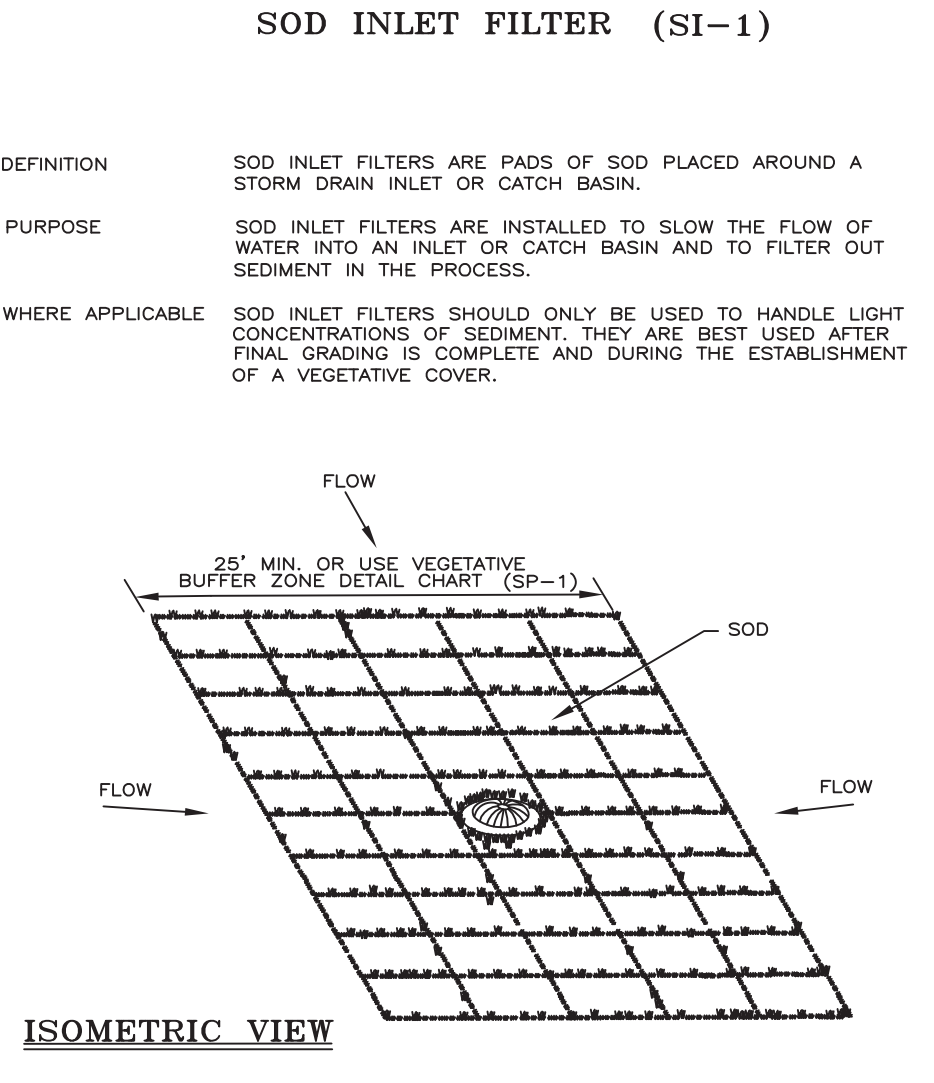 SOD INLET FILTER (SI-1)
DEFINITION
SOD INLET FILTERS ARE PADS OF SOD PLACED AROUND A
STORM DRAIN INLET OR CATCH BASIN.
PURPOSE
SOD INLET FILTERS ARE INSTALLED TO SLOW THE FLOW OF
WATER INTO AN INLET OR CATCH BASIN AND TO FILTER OUT
SEDIMENT IN THE PROCESS.
WHERE APPLICABLE
SOD INLET FILTERS SHOULD ONLY BE USED TO HANDLE LIGHT
CONCENTRATIONS OF SEDIMENT. THEY ARE BEST USED AFTER
FINAL GRADING IS COMPLETE AND DURING THE ESTABLISHMENT
OF A VEGETATIVE COVER.
FLOW
25' MIN. OR USE VEGETATIVE
BUFFER ZONE DETAIL CHART (SP-1)
SOD
FLOW
FLOW
ISOMETRIC VIEW